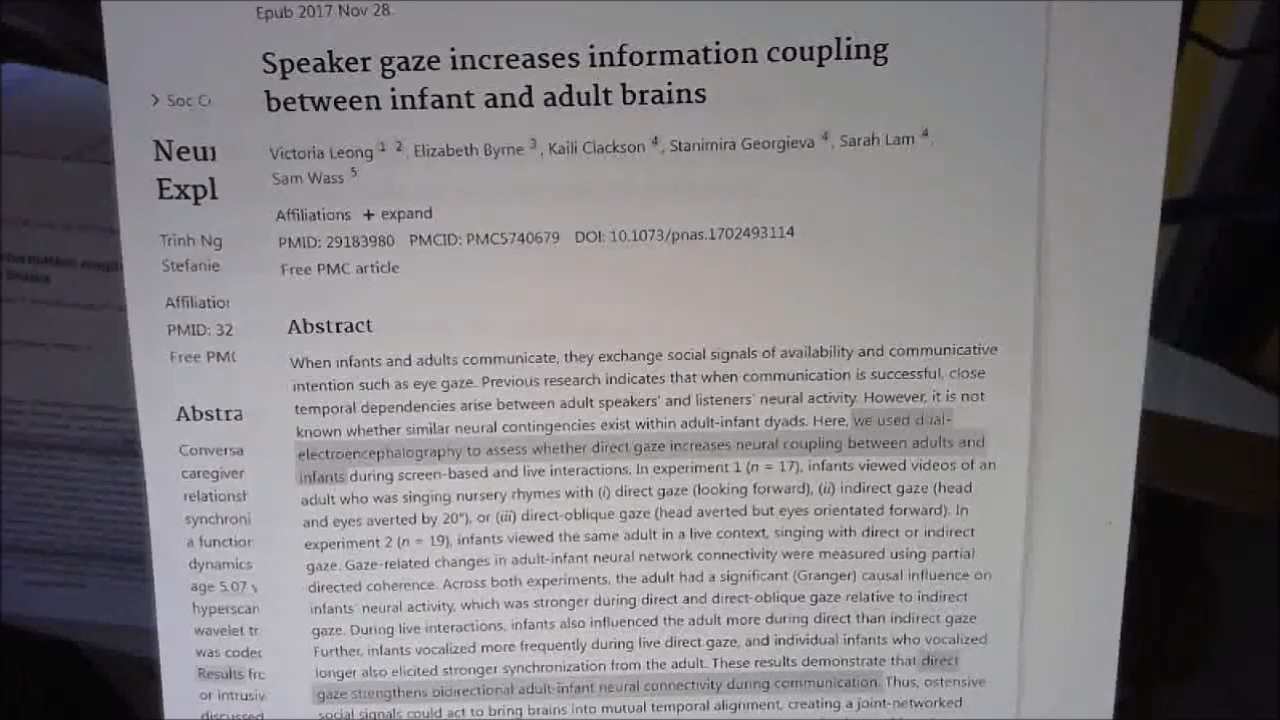 Epub 2017 Nov 28.
Speaker gaze increases information coupling
between infant and adult brains
Victoria Leong 1 2, Elizabeth Byrne 3, Kaili Clackson 4, Stanimira Georgieva 4, Sarah Lam 4,
Sam Wass 5
Affiliations + expand
PMID: 29183980 PMCID: PMC5740679 DOI: 10.1073/pnas.1702493114
Free PMC article
Abstract
When infants and adults communicate, they exchange social signals of availability and communicative
intention such as eye gaze. Previous research indicates that when communication is successful, close
temporal dependencies arise between adult speakers' and listeners' neural activity. However, it is not
known whether similar neural contingencies exist within adult-infant dyads. Here, we used dual-
electroencephalography to assess whether direct gaze increases neural coupling between adults and
infants during screen-based and live interactions. In experiment 1 (n = 17), infants viewed videos of an
adult who was singing nursery rhymes with (i) direct gaze (looking forward), (ii) indirect gaze (head
and eyes averted by 20°), or (iii) direct-oblique gaze (head averted but eyes orientated forward). In
experiment 2 (n = 19), infants viewed the same adult in a live context, singing with direct or indirect
gaze. Gaze-related changes in adult-infant neural network connectivity were measured using partial
directed coherence. Across both experiments, the adult had a significant (Granger) causal influence on
infants' neural activity, which was stronger during direct and direct-oblique gaze relative to indirect
gaze. During live interactions, infants also influenced the adult more during direct than indirect gaze
Further, infants vocalized more frequently during live direct gaze, and individual infants who vocalized
longer also elicited stronger synchronization from the adult. These results demonstrate that direct
gaze strengthens bidirectional adult-infant neural connectivity during communication. Thus, ostensive
social signals could act to bring brains into mutual temporal alignment, creating a joint-networked
> Soc C
Neu
Expl
Trinh Ng
Stefanie
Affiliatio
PMID: 32
Free PM
Abstra
Conversa
caregiver
relations
synchroni
a function
dynamics
age 5.07
hyperscan
wavelet tr
was coded
Results fro
or intrusiv
discussed